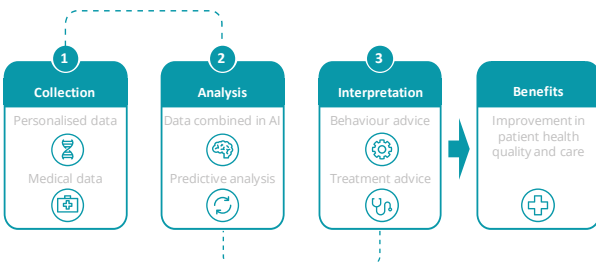 1
Collection
Personalised data
Medical data
2
Analysis
Data combined in AI
Predictive analysis
3
Interpretation
Behaviour advice
Treatment advice
Benefits
Improvement in
patient health
quality and care